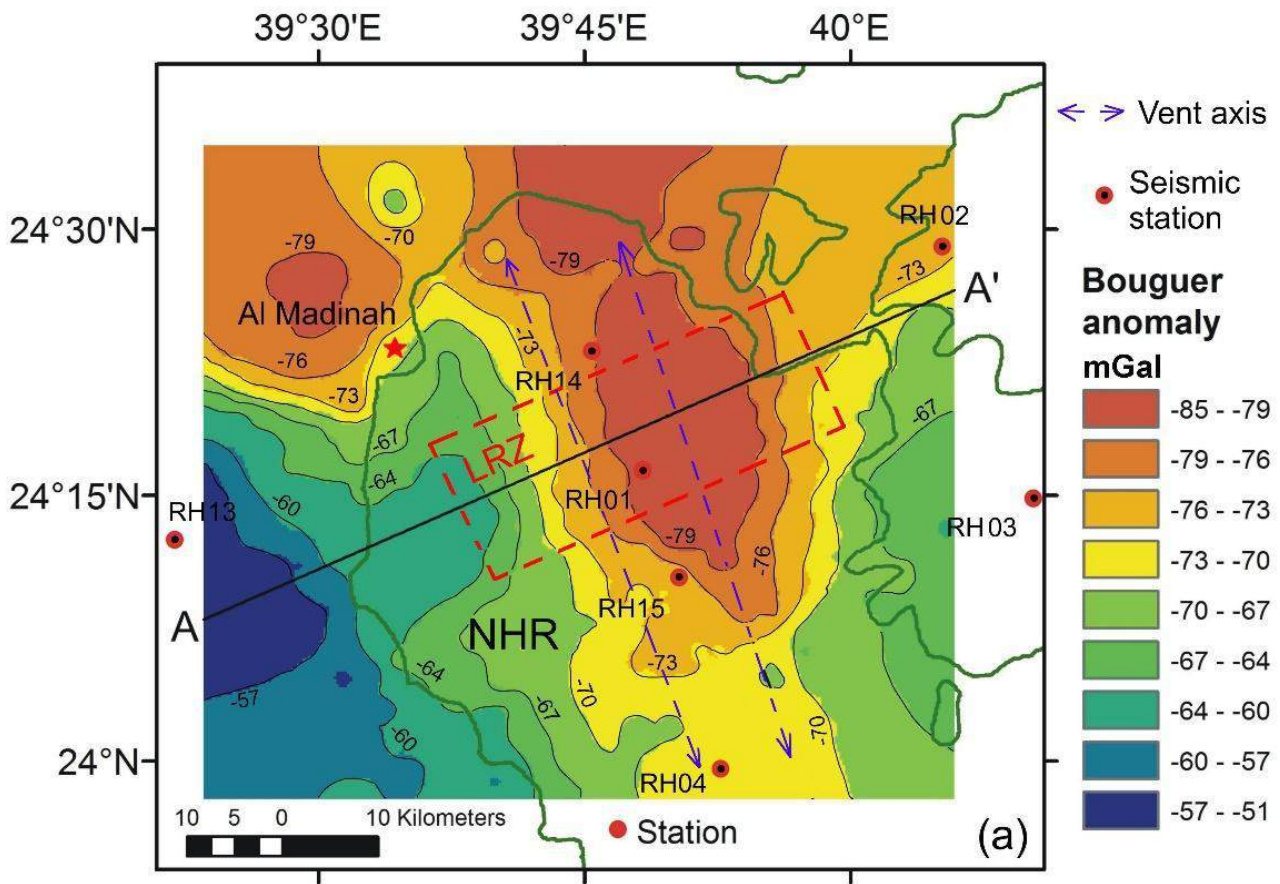 39°30'E 39°45'E 40°E
Vent axis
Seismic
station
Bouguer
anomaly
mGal
-85 - -79
-79 - -76
-76 - -73
-73 - -70
-70 - -67
-67 - -64
-64 - -60
-60 - -57
-57 - -51
24°30'N
24°15'N
24°N
-70
RH02
-79
-79
-73
A'
Al Madinah
-73
-76
RH14
-73
-67
-67
LRZ
-64
RH01
RH13
-60
RH03
-79
-76
A
RH15
NHR
-73
-64
-57
-70
-67
-70
-60
RH04
10 5 0 10 Kilometers
Station
(a)